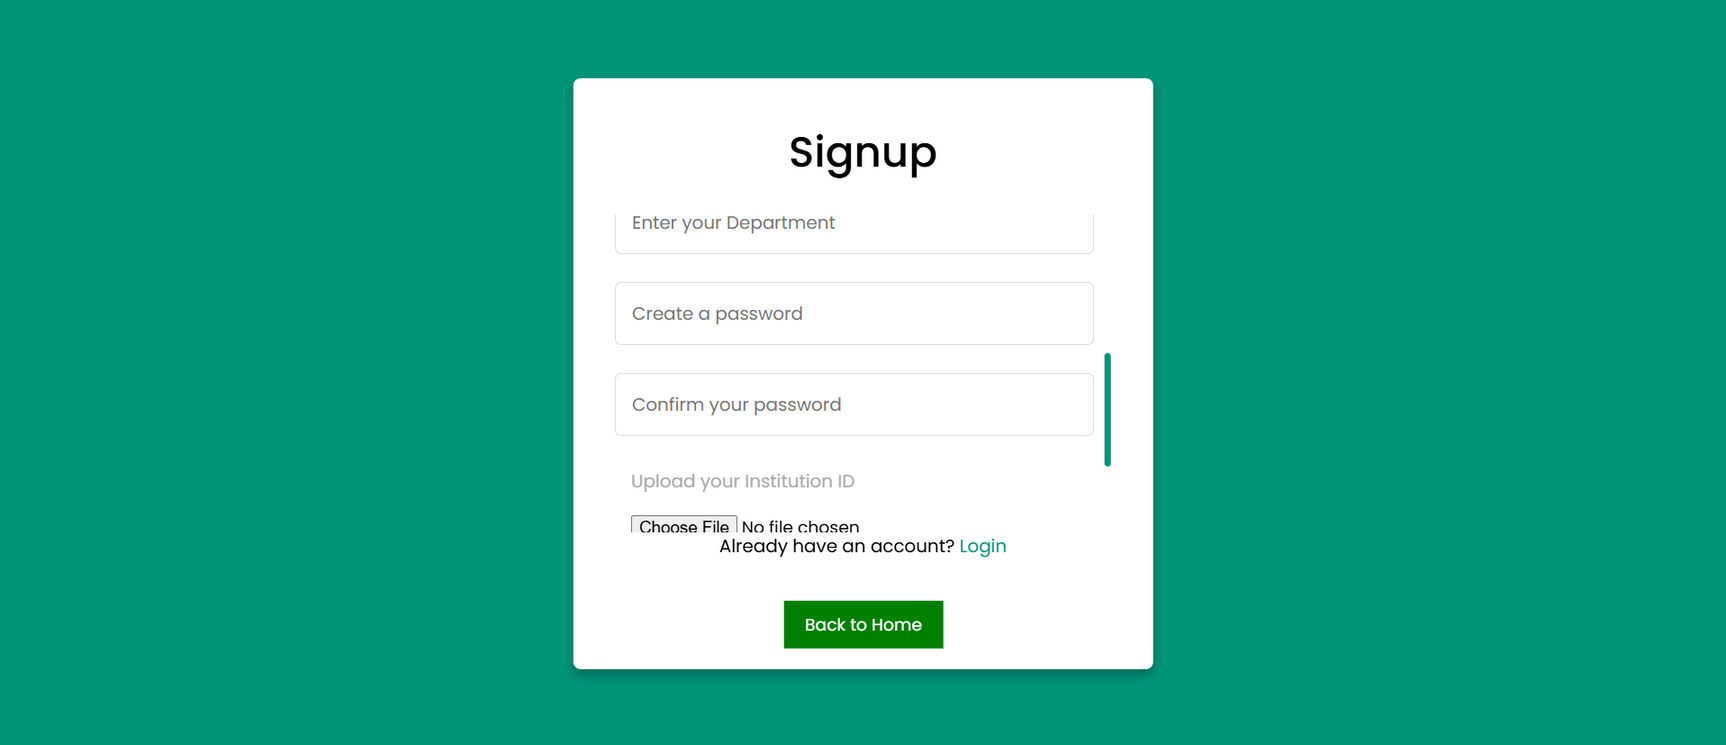 Signup
Enter your Department
Create a password
Confirm your password
Upload your Institution ID
Choose File No file chosen
Already have an account? Login
Back to Home